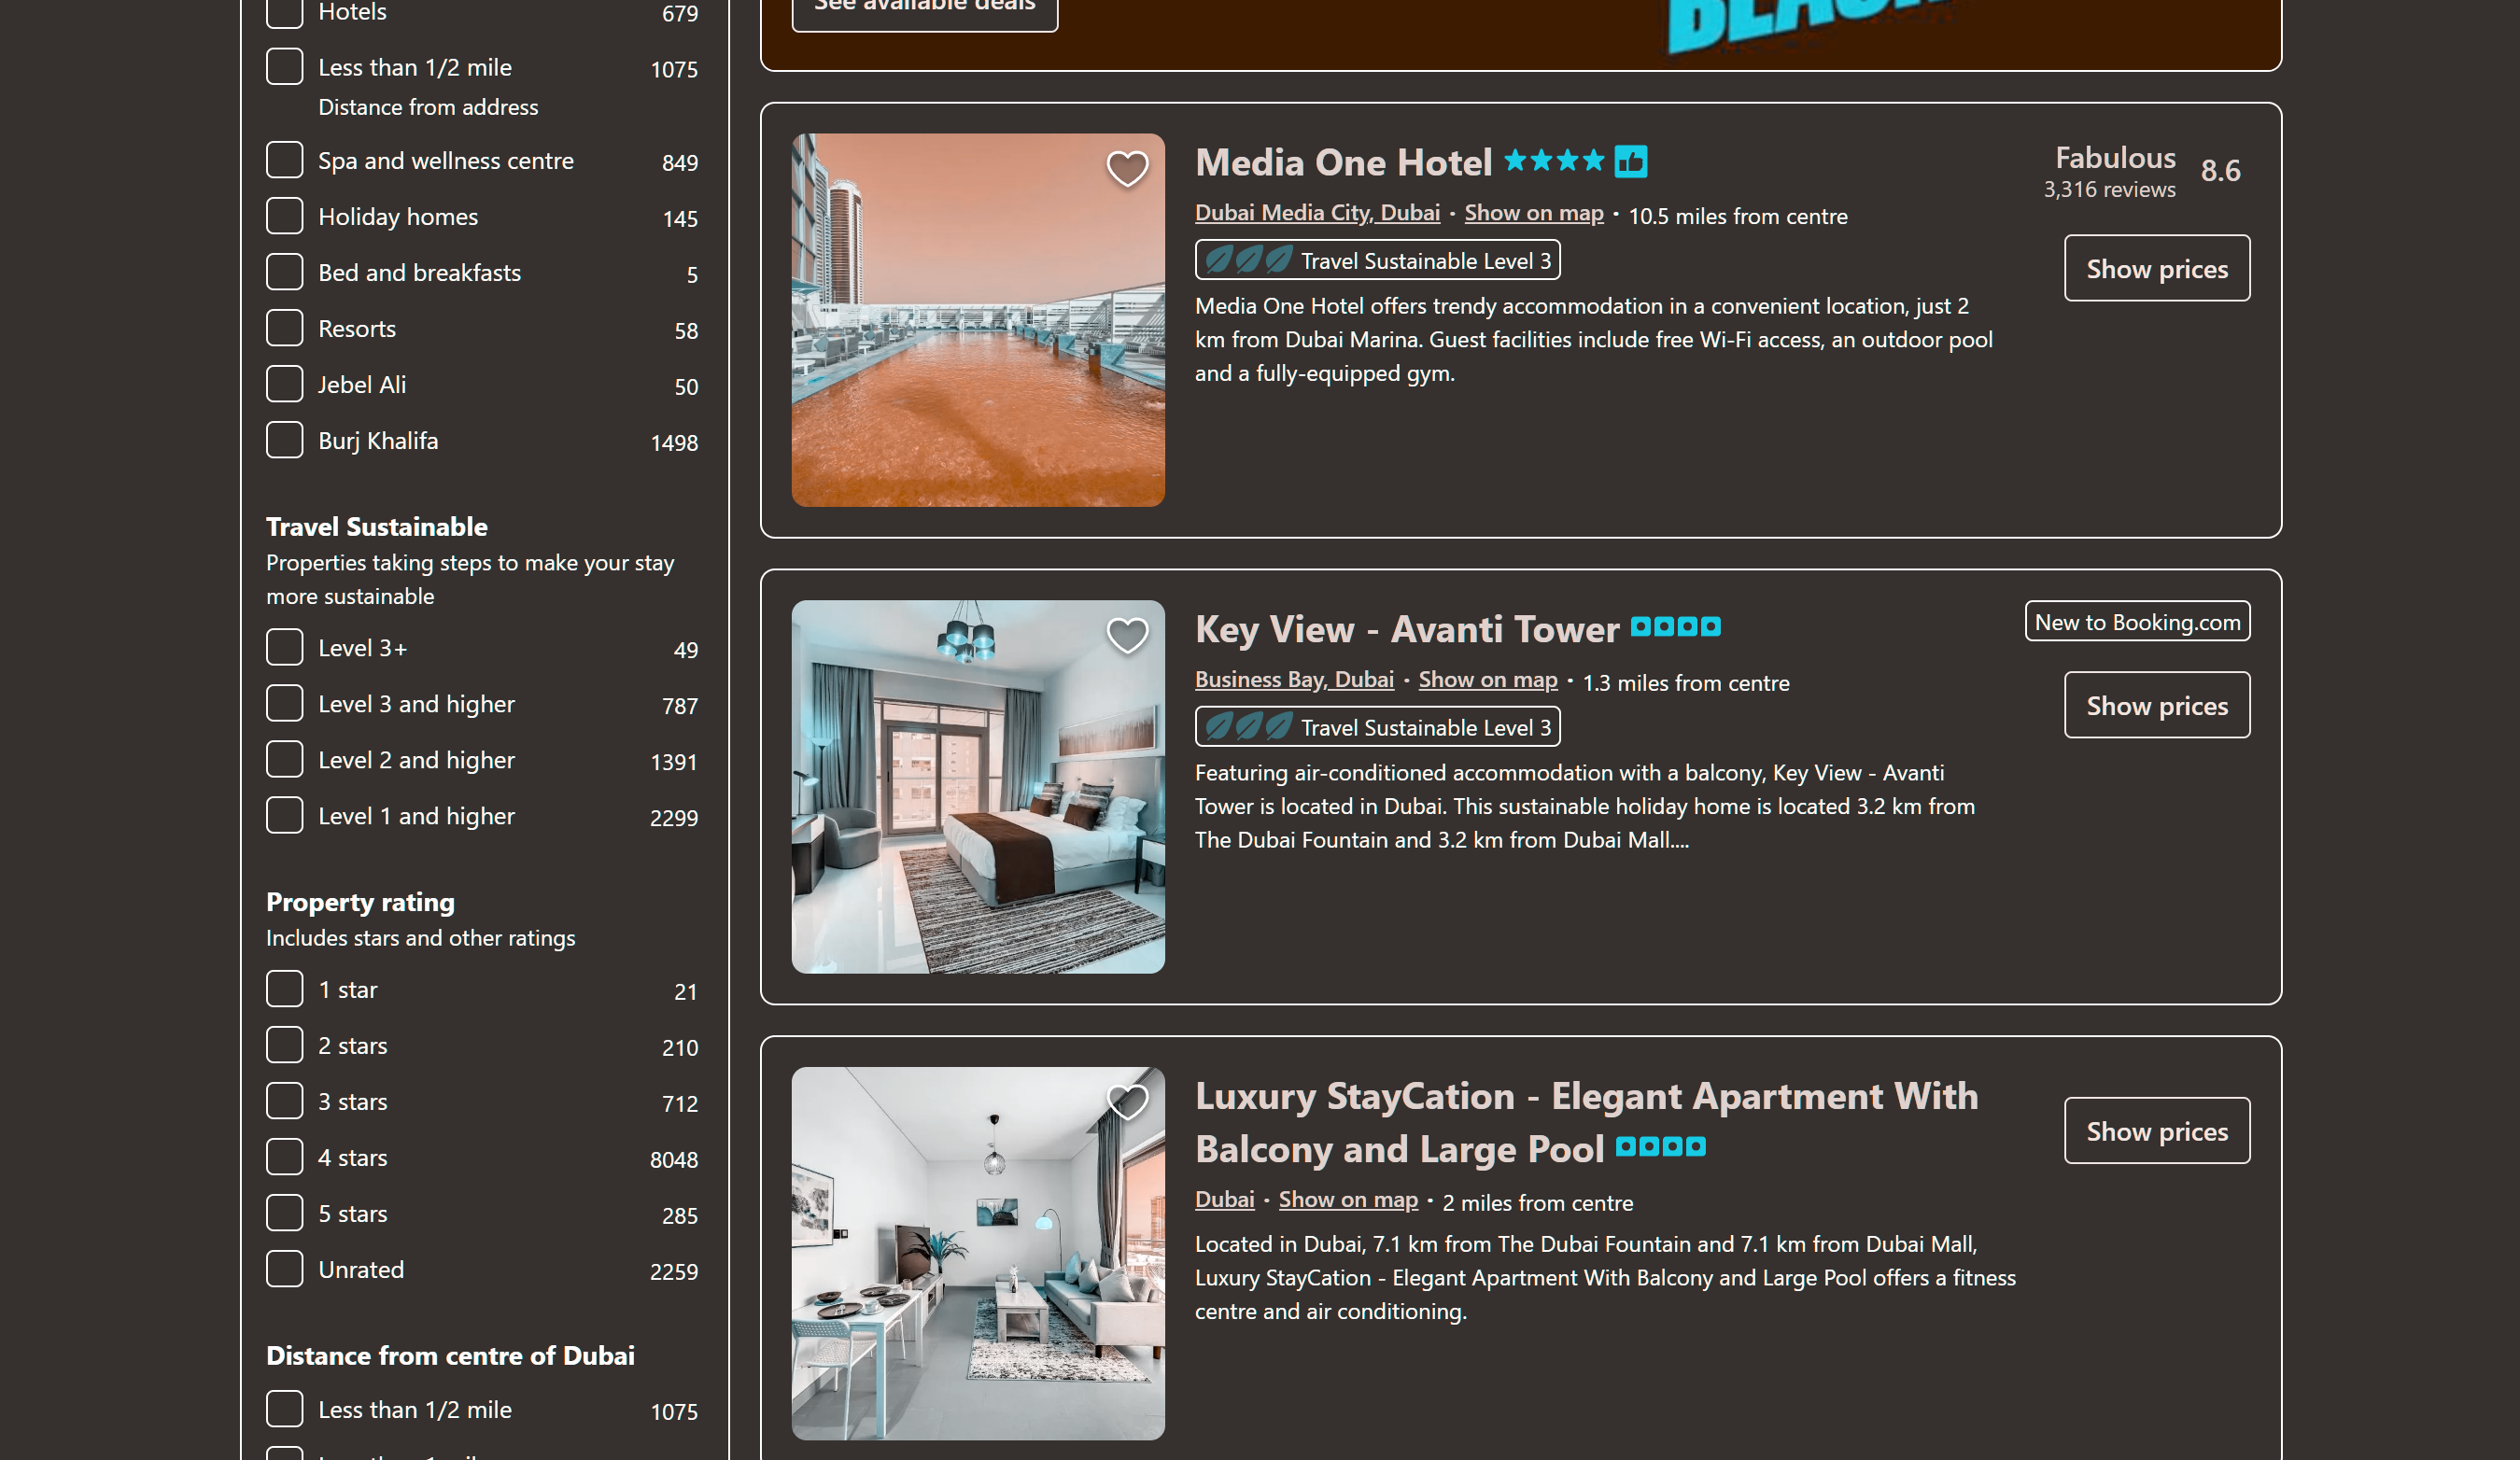 Hotels 679
Less than 1/2 mile 1075
Distance from address
Spa and wellness centre 849
Holiday homes 145
Bed and breakfasts 5
Resorts 58
Jebel Ali 50
Burj Khalifa 1498
Travel Sustainable
Properties taking steps to make your stay
more sustainable
Level 3+ 49
Level 3 and higher 787
Level 2 and higher 1391
Level 1 and higher 2299
Property rating
Includes stars and other ratings
1 star 21
2 stars 210
3 stars 712
4 stars 8048
5 stars 285
Unrated 2259
Distance from centre of Dubai
Less than 1/2 mile 1075
See available deals
Media One Hotel
Fabulous
3,316 reviews
8.6
Dubai Media City, Dubai · Show on map · 10.5 miles from centre
Travel Sustainable Level 3
Show prices
Media One Hotel offers trendy accommodation in a convenient location, just 2
km from Dubai Marina. Guest facilities include free Wi-Fi access, an outdoor pool
and a fully-equipped gym.
Key View - Avanti Tower
New to Booking.com
Business Bay, Dubai · Show on map · 1.3 miles from centre
Show prices
Travel Sustainable Level 3
Featuring air-conditioned accommodation with a balcony, Key View - Avanti
Tower is located in Dubai. This sustainable holiday home is located 3.2 km from
The Dubai Fountain and 3.2 km from Dubai Mall....
Luxury StayCation - Elegant Apartment With
Balcony and Large Pool
Show prices
Dubai · Show on map · 2 miles from centre
Located in Dubai, 7.1 km from The Dubai Fountain and 7.1 km from Dubai Mall,
Luxury StayCation - Elegant Apartment With Balcony and Large Pool offers a fitness
centre and air conditioning.